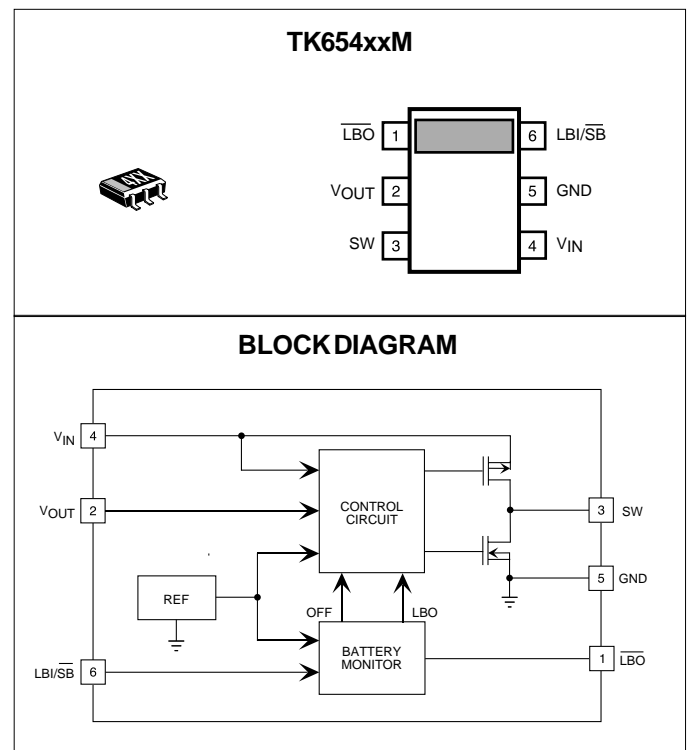 TK654xxM
4XX
LBO 1
6 LBI/SB
VOUT 2
5 GND
SW 3
4 VIN
BLOCK DIAGRAM
VIN 4
VOUT 2
CONTROL
CIRCUIT
3 SW
5 GND
REF
OFF
LBO
BATTERY
MONITOR
LBI/SB 6
1 LBO